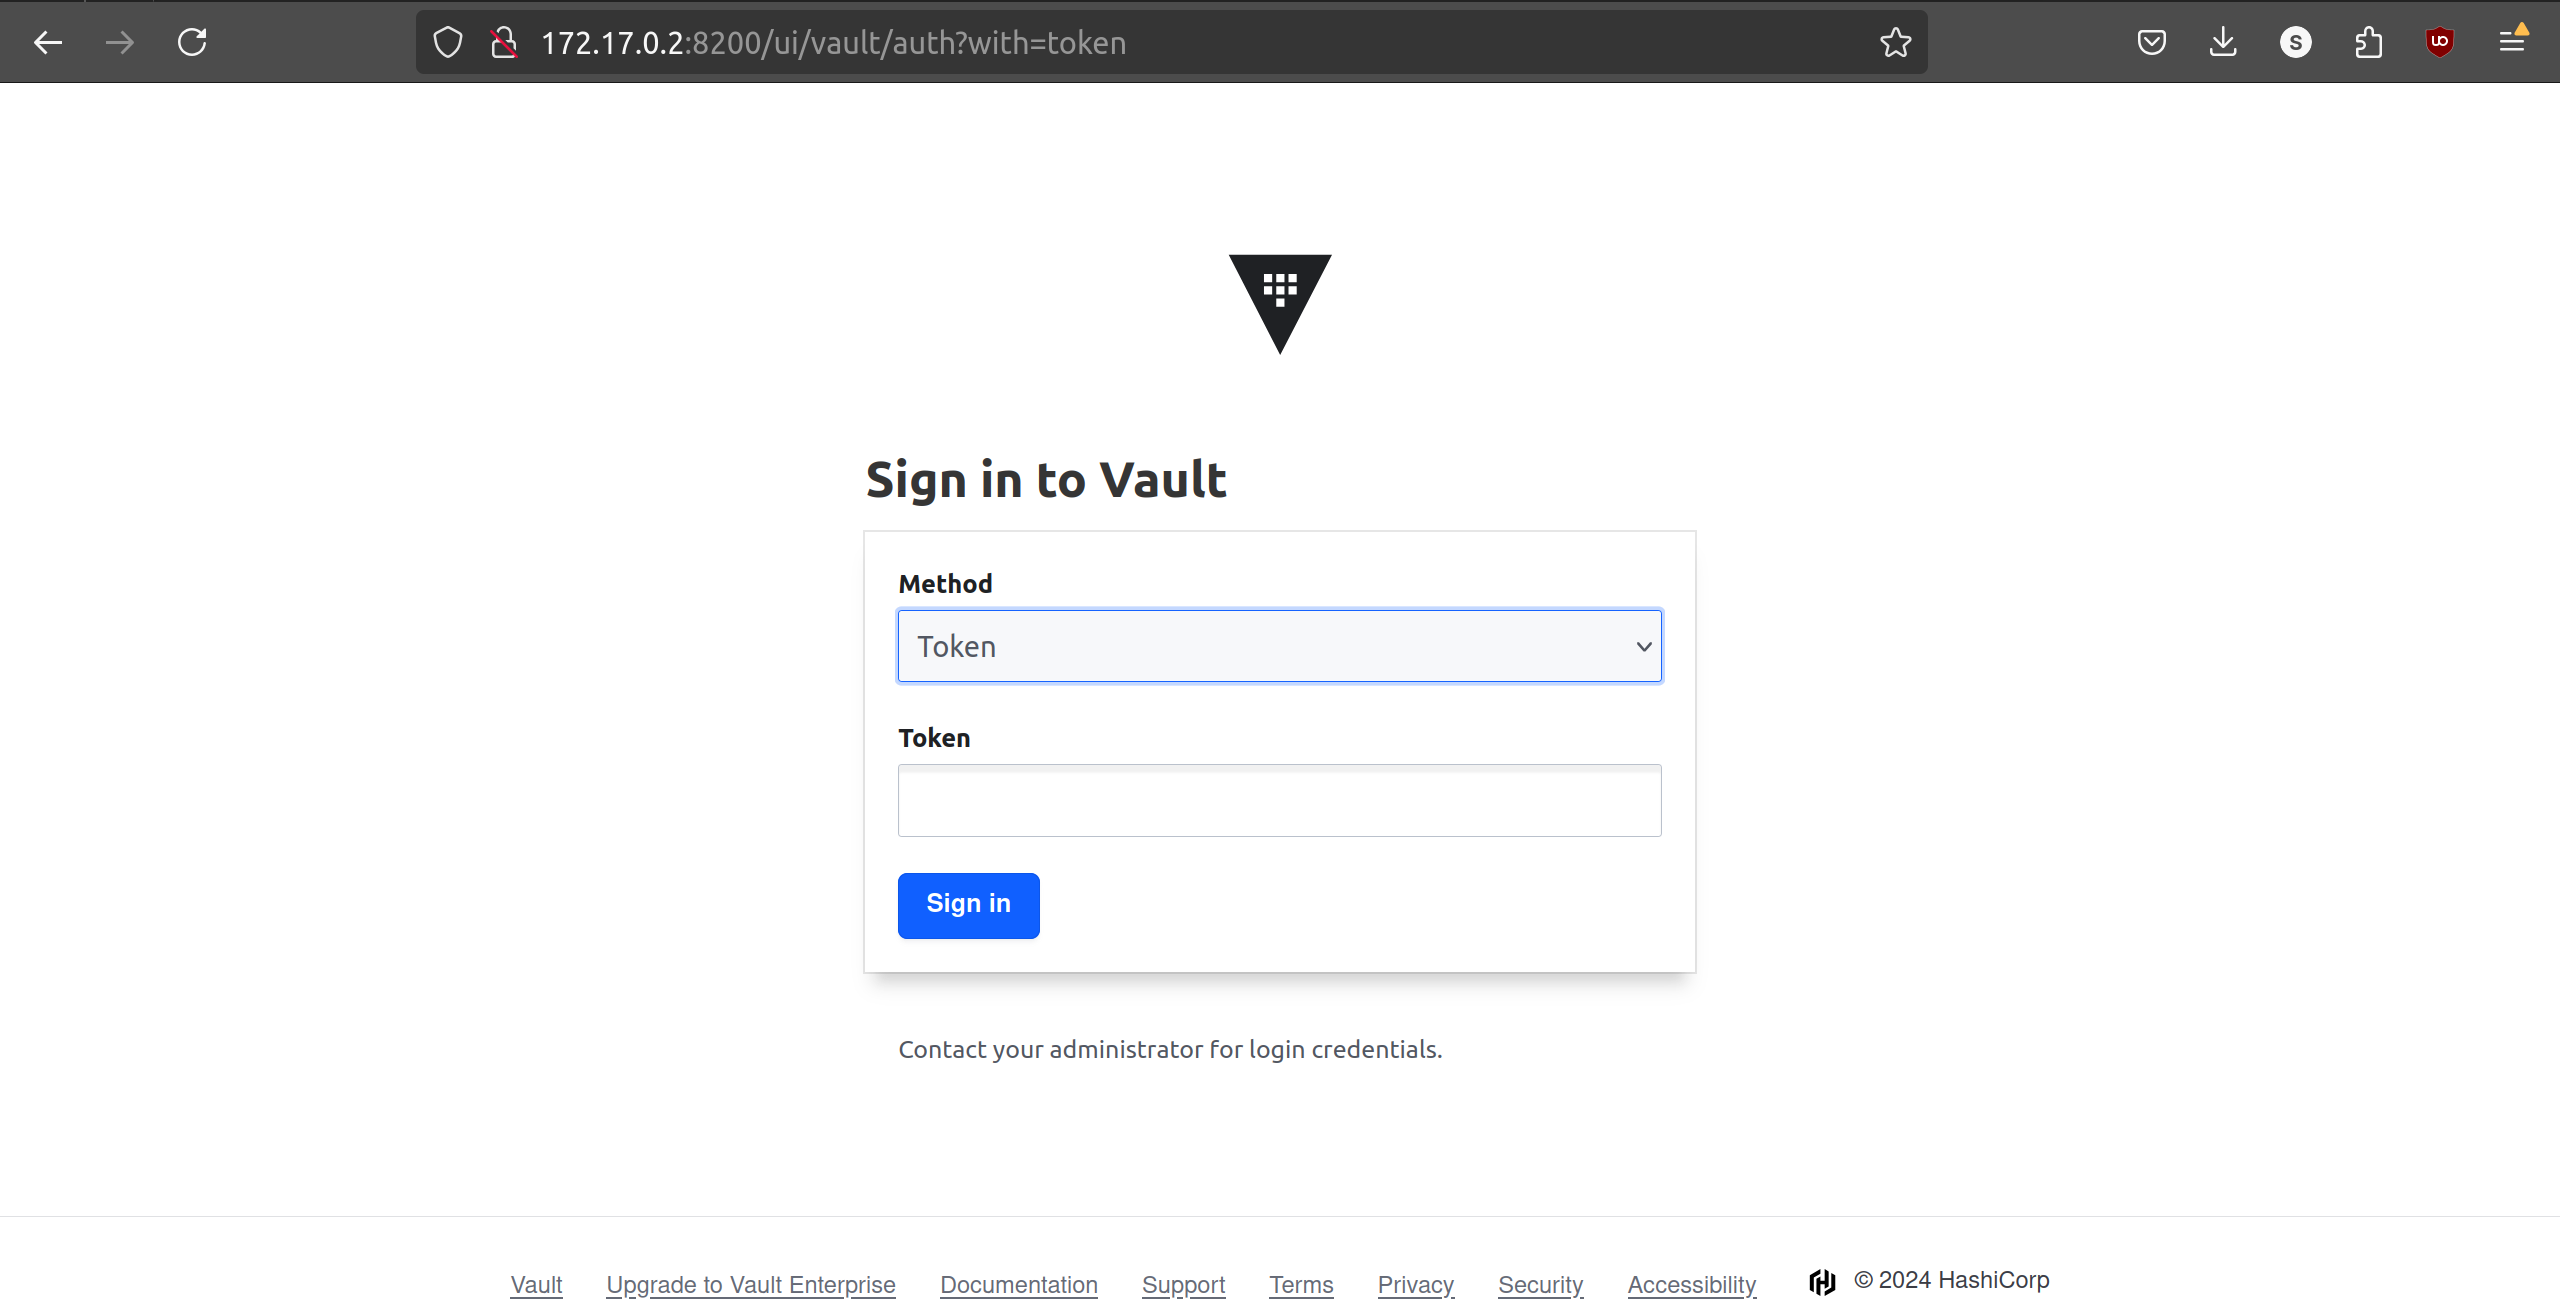 172.17.0.2:8200/ui/vault/auth?with=token
S
uo
Sign in to Vault
Method
Token
Token
Sign in
Contact your administrator for login credentials.
Vault Upgrade to Vault Enterprise Documentation Support Terms Privacy Security Accessibility © 2024 HashiCorp